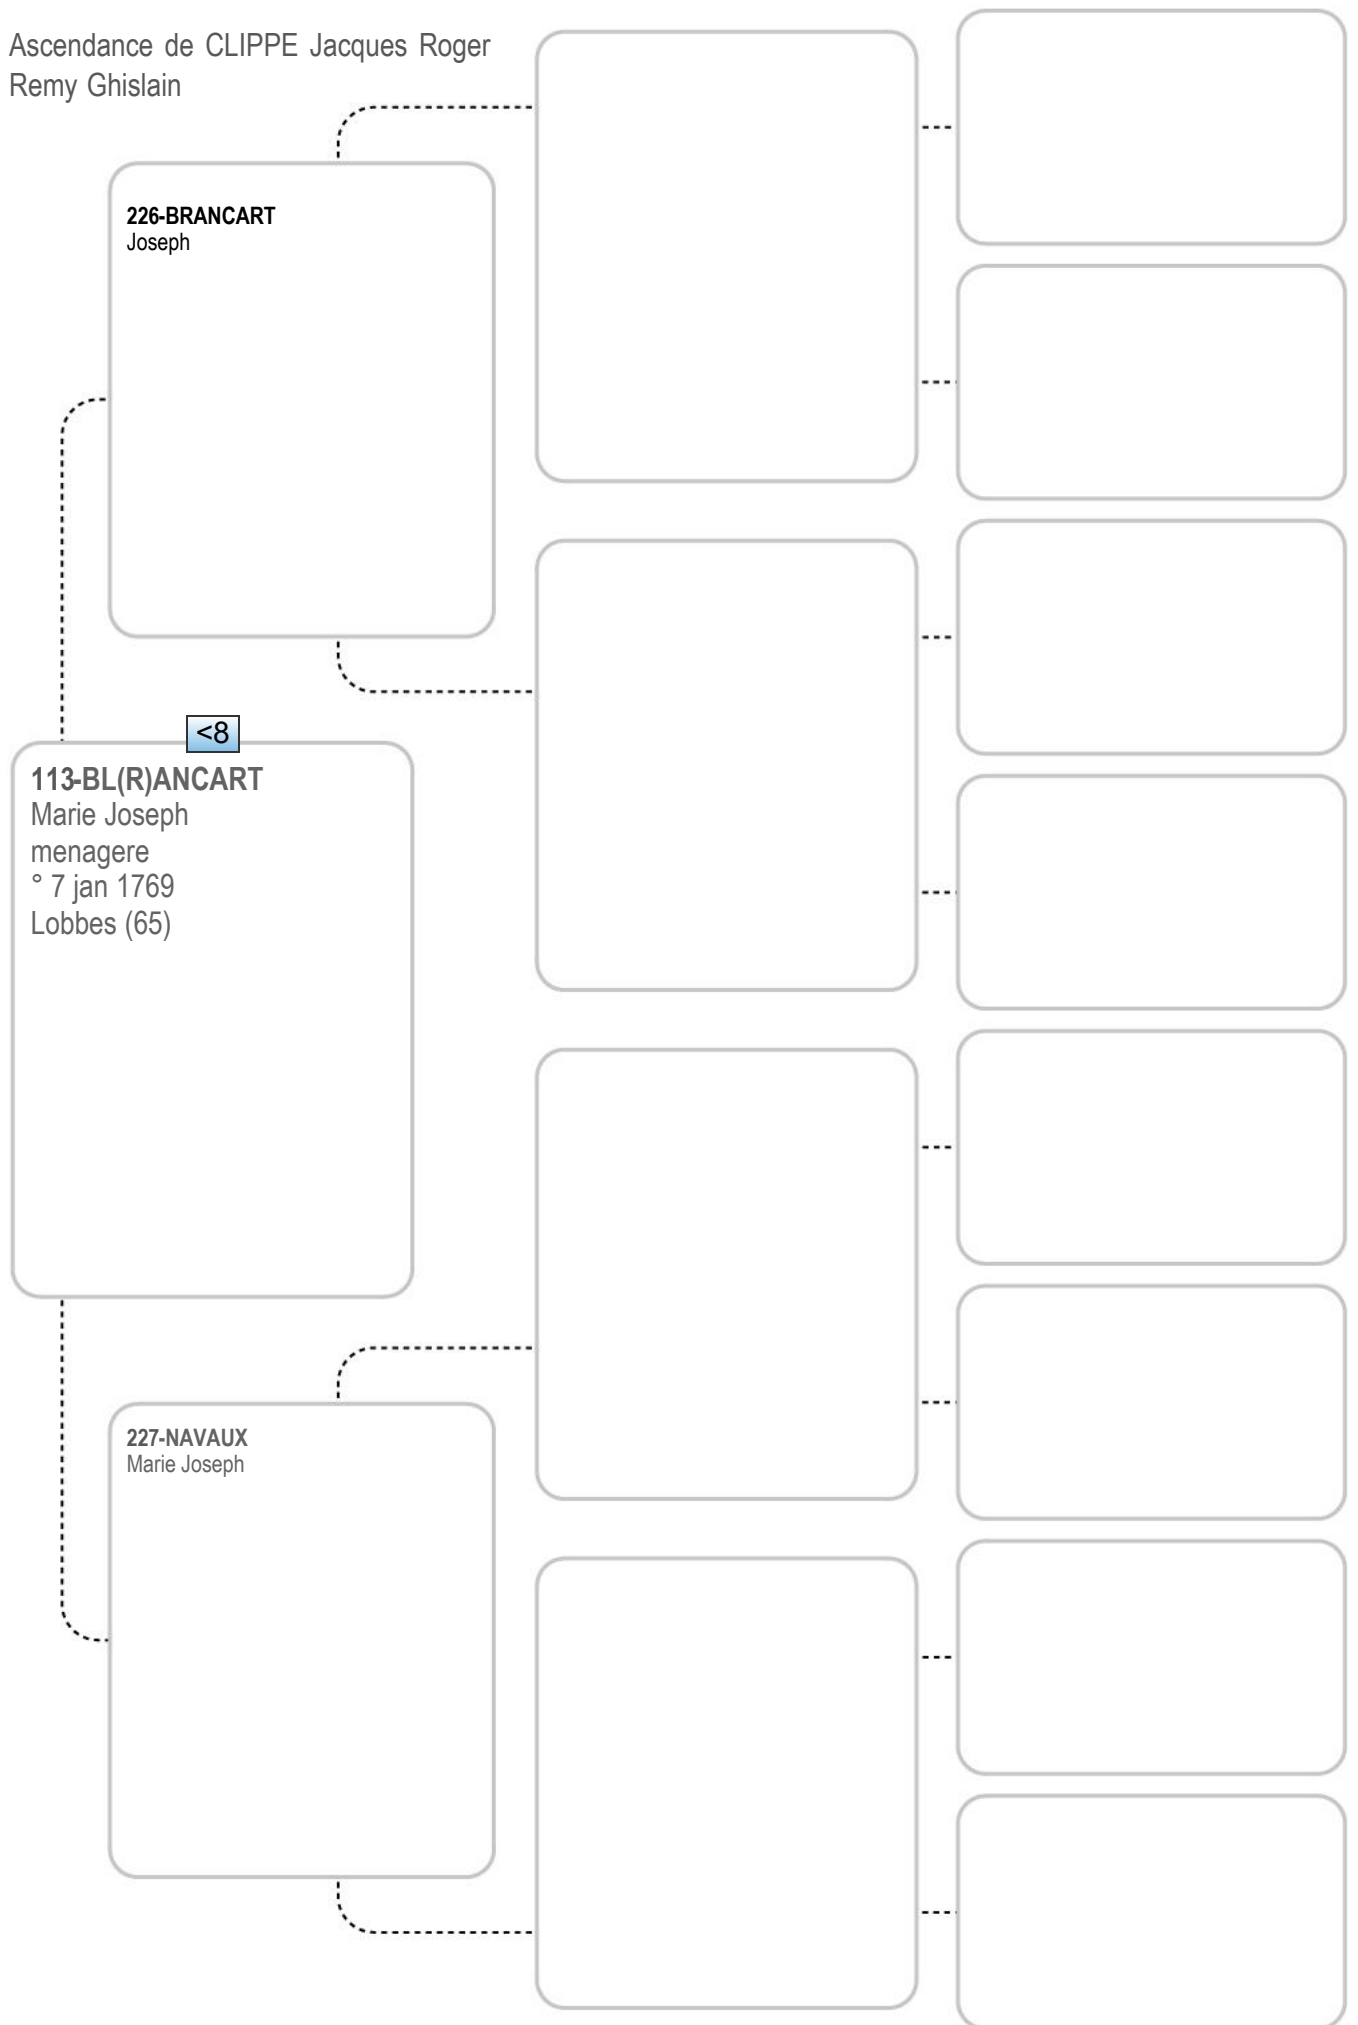 Ascendance de CLIPPE Jacques Roger
Remy Ghislain
226-BRANCART
Joseph
<8
113-BL(R)ANCART
Marie Joseph
menagere
° 7 jan 1769
Lobbes (65)
227-NAVAUX
Marie Joseph